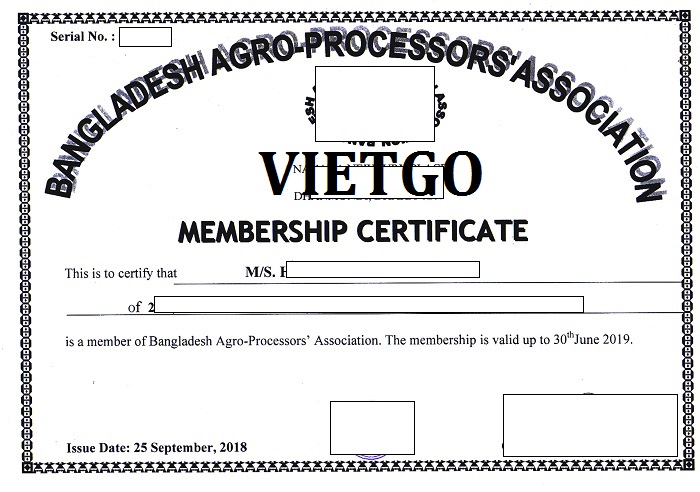 Serial No. :
BANGLADESH AGRO-PROCESSORS' ASSOCIATION
VIETGO
MEMBERSHIP CERTIFICATE
This is to certify that M/S.
of 2
is a member of Bangladesh Agro-Processors' Association. The membership is valid up to 30th June 2019.
Issue Date: 25 September, 2018